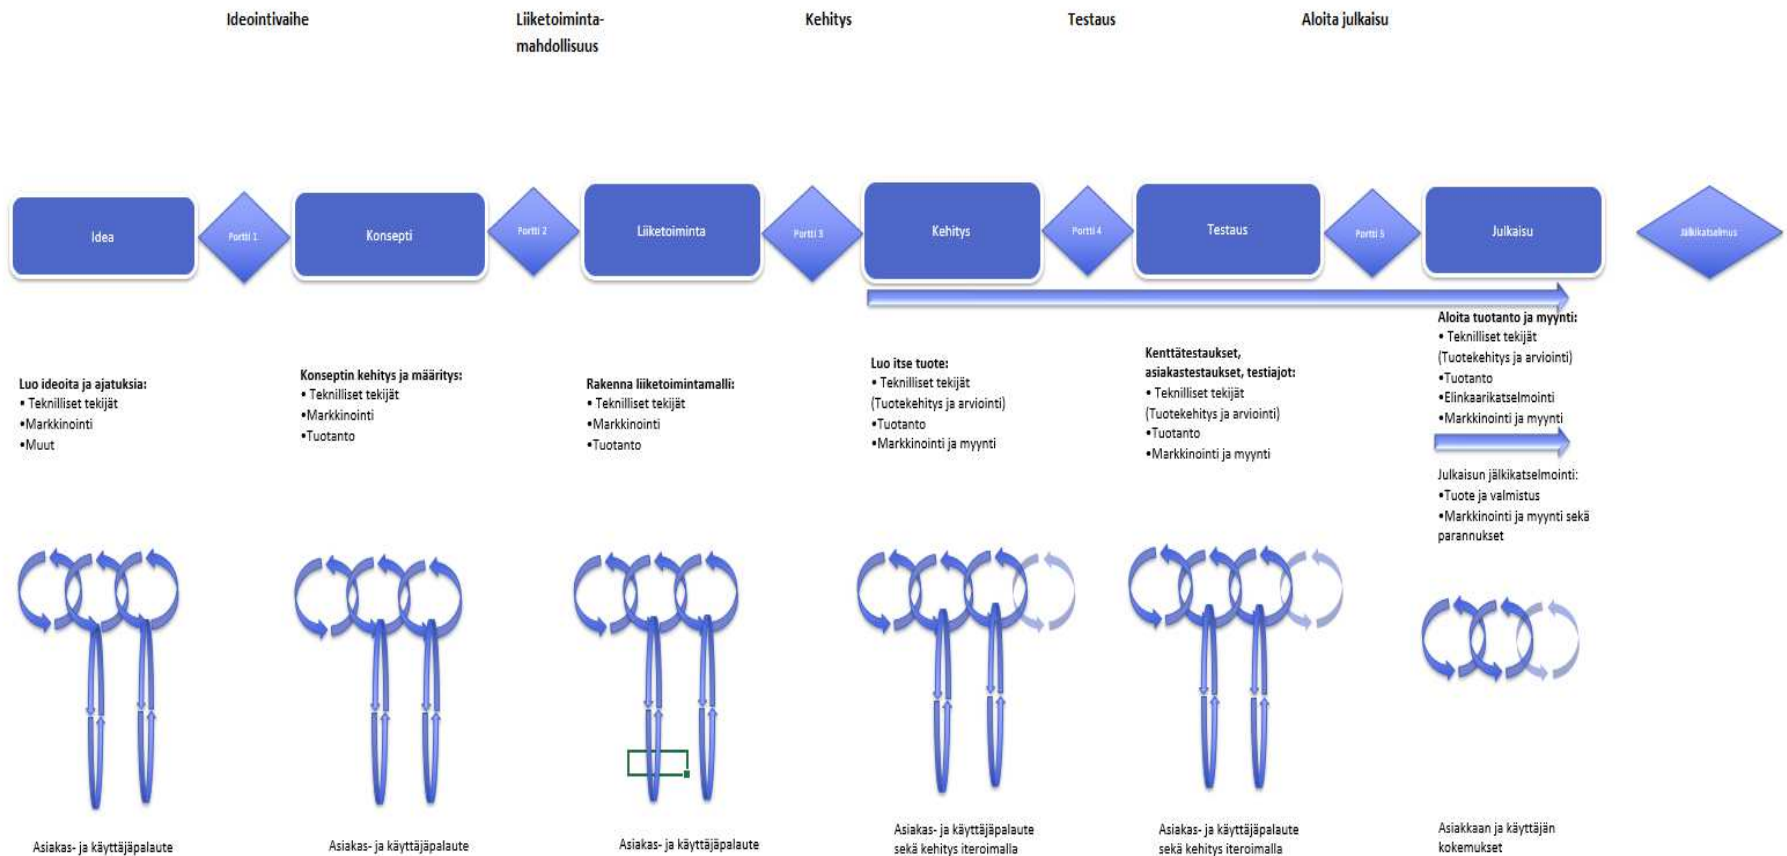 Ideointivaihe
Liiketoiminta-
mahdollisuus
Kehitys
Testaus
Aloita julkaisu
Idea
Portti 1
Konsepti
Portti 2
Liiketoiminta
Portti 3
Kehitys
Portti 4
Testaus
Portti 5
Julkaisu
Jälkikatselmus
Luo ideoita ja ajatuksia:
• Teknilliset tekijät
•Markkinointi
•Muut
Konseptin kehitys ja määritys:
• Teknilliset tekijät
•Markkinointi
•Tuotanto
Rakenna liiketoimintamalli:
• Teknilliset tekijät
•Markkinointi
•Tuotanto
Luo itse tuote:
• Teknilliset tekijät
(Tuotekehitys ja arviointi)
•Tuotanto
•Markkinointi ja myynti
Kenttätestaukset,
asiakastestaukset, testiajot:
• Teknilliset tekijät
(Tuotekehitys ja arviointi)
•Tuotanto
•Markkinointi ja myynti
Aloita tuotanto ja myynti:
• Teknilliset tekijät
(Tuotekehitys ja arviointi)
•Tuotanto
•Elinkaarikatselmointi
•Markkinointi ja myynti
Julkaisun jälkikatselmointi:
•Tuote ja valmistus
•Markkinointi ja myynti sekä
parannukset
Asiakas- ja käyttäjäpalaute
Asiakas- ja käyttäjäpalaute
Asiakas- ja käyttäjäpalaute
Asiakas- ja käyttäjäpalaute
sekä kehitys iteroimalla
Asiakas- ja käyttäjäpalaute
sekä kehitys iteroimalla
Asiakkaan ja käyttäjän
kokemukset